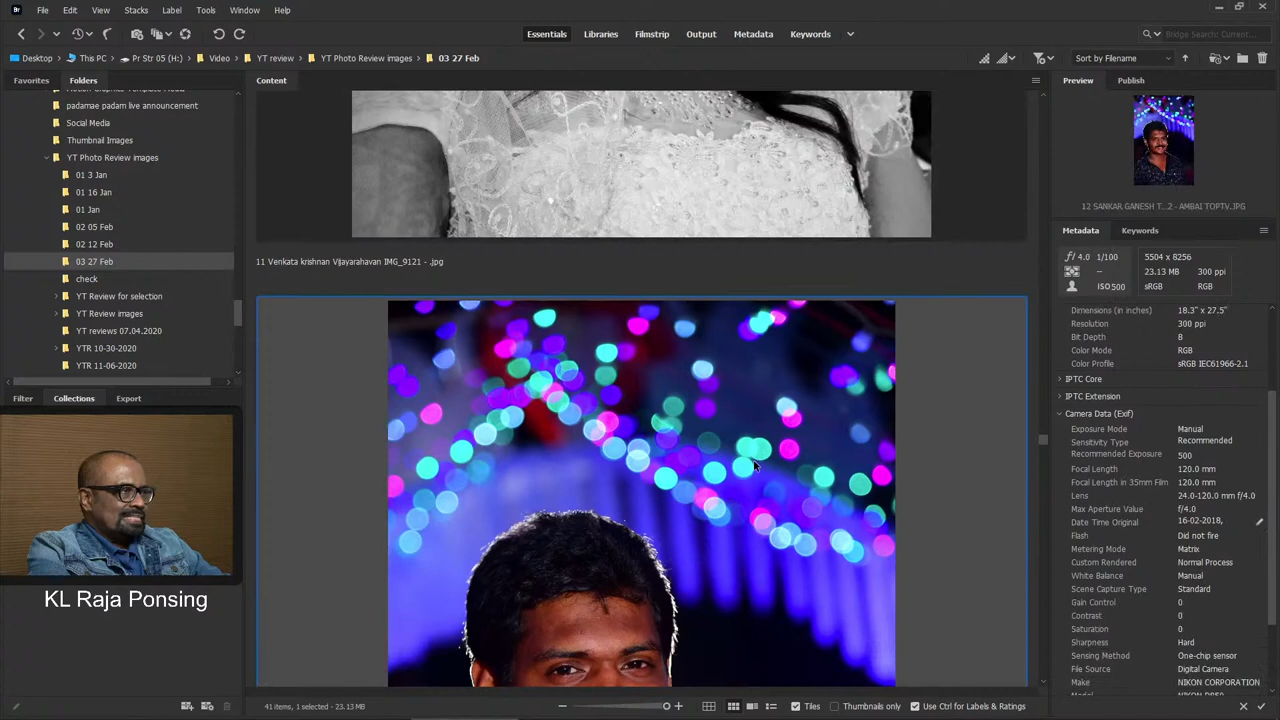 Br File Edit View Stacks Label Tools Window Help
Essentials Libraries Filmstrip Output Metadata Keywords
Bridge Search: Current
Desktop This PC Pr Str 05 (H:) Video YT review YT Photo Review images 03 27 Feb
Sort by Filename
Favorites Folders
padamae padam live announcement
Social Media
Thumbnail Images
YT Photo Review images
01 3 Jan
01 16 Jan
01 Jan
02 05 Feb
02 12 Feb
03 27 Feb
check
YT Review for selection
YT Review images
YT reviews 07.04.2020
YTR 10-30-2020
YTR 11-06-2020
Filter Collections Export
KL Raja Ponsing
Content
11 Venkata krishnan Vijayarahavan IMG_9121 - .jpg
41 items, 1 selected - 23.13 MB
Tiles Thumbnails only Use Ctrl for Labels & Ratings
Preview Publish
12 SANKAR GANESH T...2 - AMBAI TOPTV.JPG
Metadata Keywords
f/ 4.0 1/100
--
ISO 500
5504 x 8256
23.13 MB 300 ppi
sRGB RGB
Dimensions (in inches) 18.3" x 27.5"
Resolution 300 ppi
Bit Depth 8
Color Mode RGB
Color Profile sRGB IEC61966-2.1
IPTC Core
IPTC Extension
Camera Data (Exif)
Exposure Mode Manual
Sensitivity Type Recommended
Recommended Exposure 500
Focal Length 120.0 mm
Focal Length in 35mm Film 120.0 mm
Lens 24.0-120.0 mm f/4.0
Max Aperture Value f/4.0
Date Time Original 16-02-2018,
Flash Did not fire
Metering Mode Matrix
Custom Rendered Normal Process
White Balance Manual
Scene Capture Type Standard
Gain Control 0
Contrast 0
Saturation 0
Sharpness Hard
Sensing Method One-chip sensor
File Source Digital Camera
Make NIKON CORPORATION